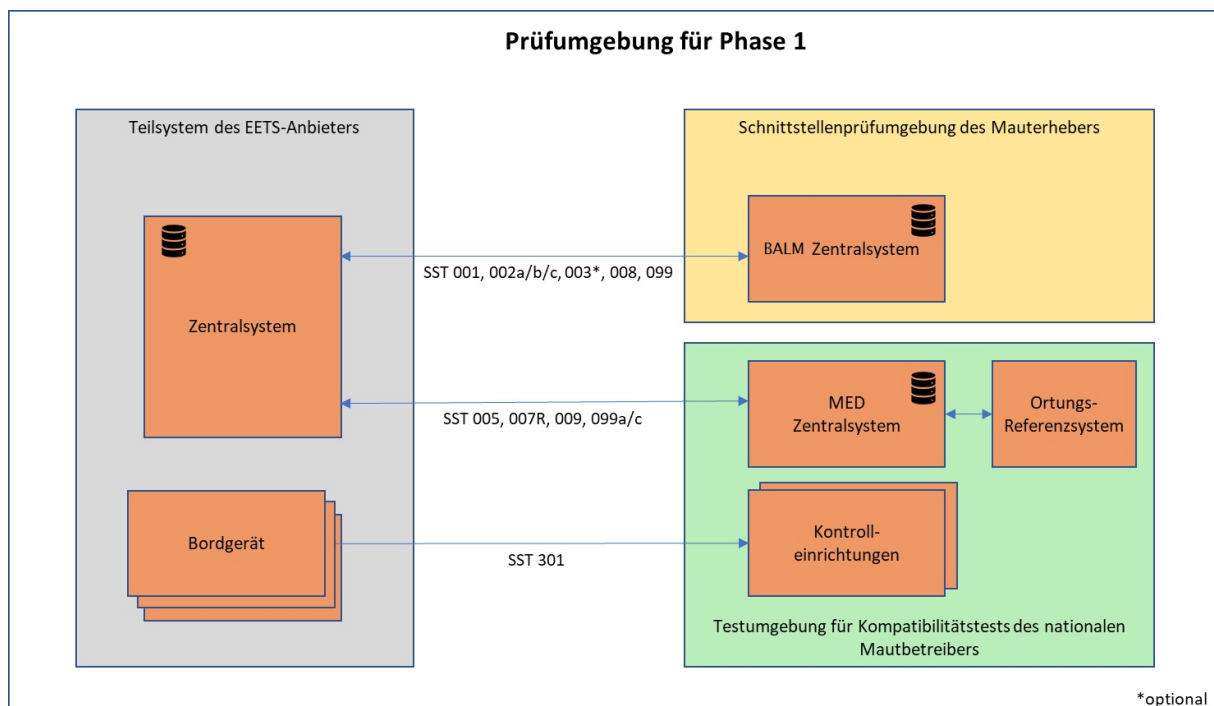 Prüfumgebung für Phase 1
Teilsystem des EETS-Anbieters
Schnittstellenprüfumgebung des Mauterhebers
Zentralsystem
BALM Zentralsystem
SST 001, 002a/b/c, 003*, 008, 099
MED
Zentralsystem
Ortungs-
Referenzsystem
SST 005, 007R, 009, 099a/c
Bordgerät
Kontroll-
einrichtungen
SST 301
Testumgebung für Kompatibilitätstests des nationalen
Mautbetreibers
*optional